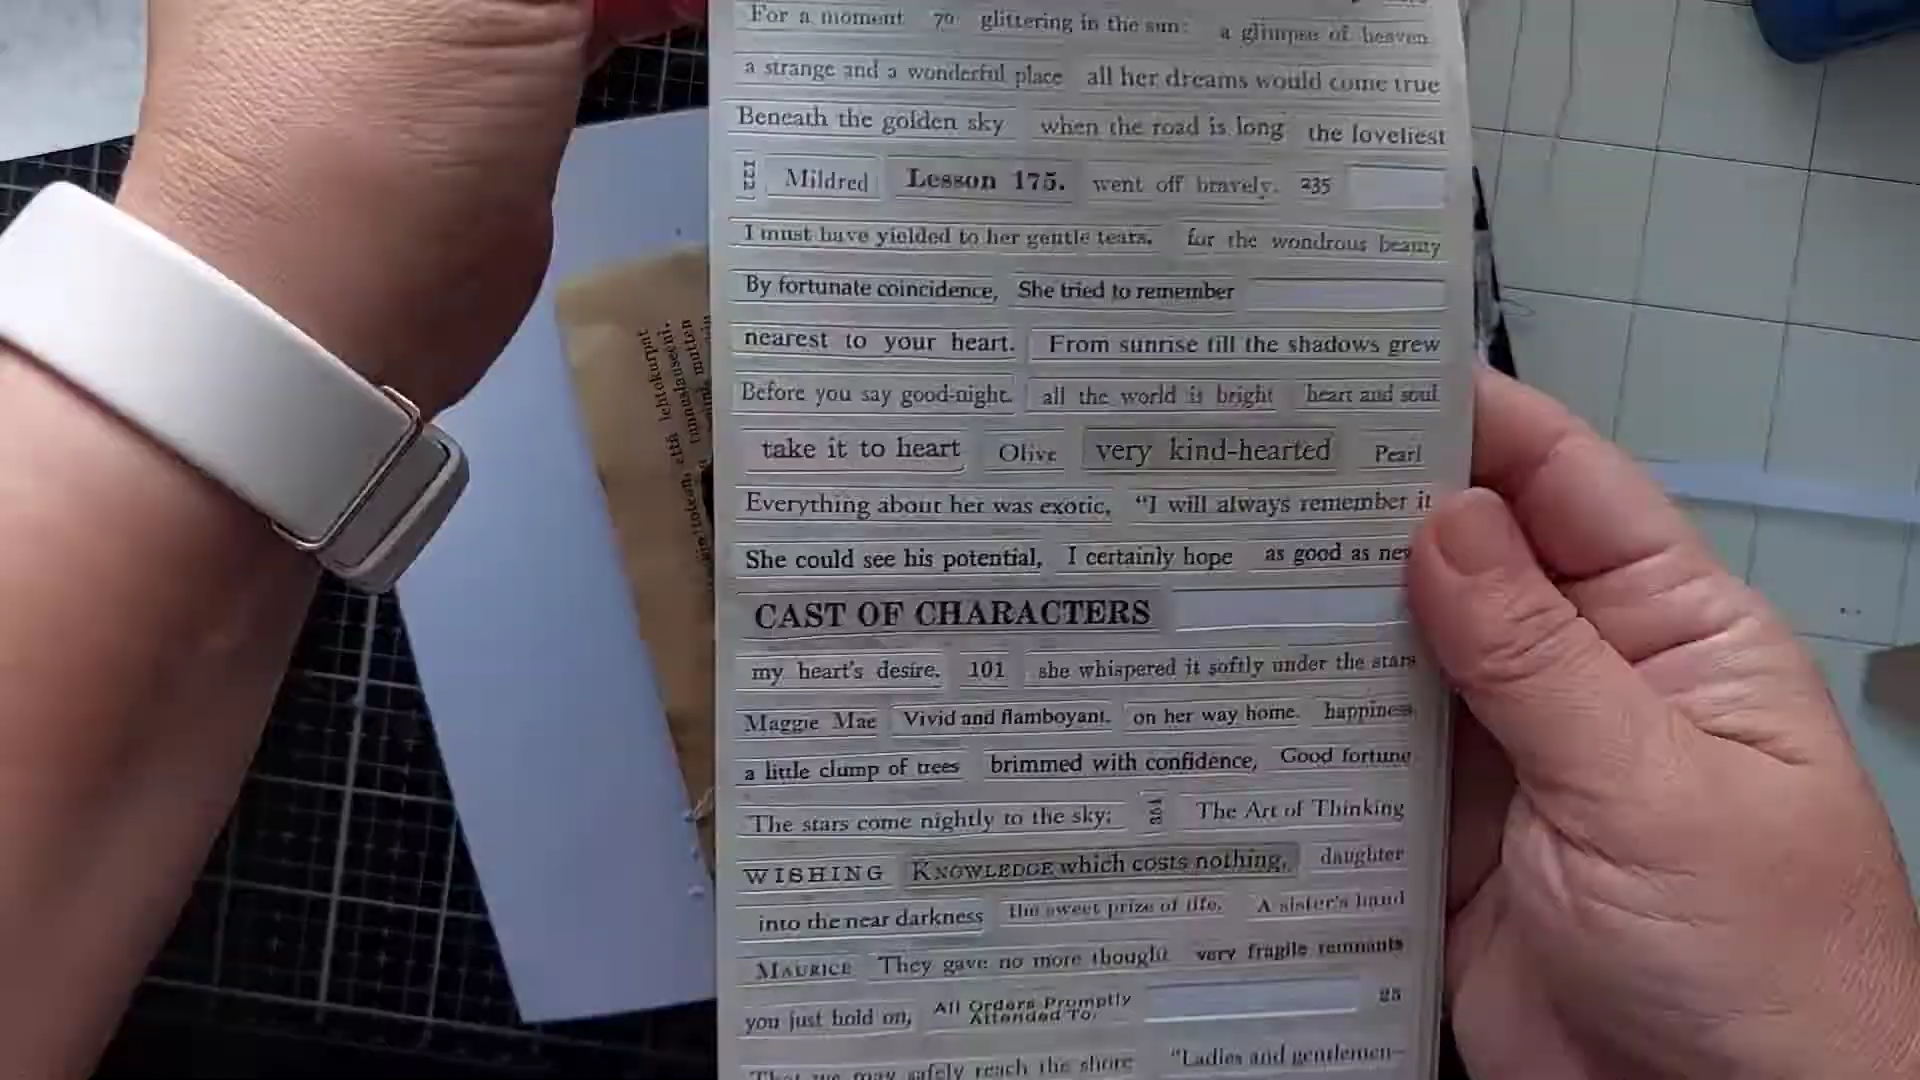 For a moment 70 glittering in the sun: a glimpse of heaven
a strange and a wonderful place all her dreams would come true
Beneath the golden sky when the road is long the loveliest
Mildred Lesson 175. went off bravely. 235
I must have yielded to her gentle tears. for the wondrous beauty
By fortunate coincidence, She tried to remember
nearest to your heart. From sunrise till the shadows grew
Before you say good-night. all the world is bright heart and soul
take it to heart Olive very kind-hearted Pearl
Everything about her was exotic, "I will always remember it
She could see his potential, I certainly hope as good as new
CAST OF CHARACTERS
my heart's desire. 101 she whispered it softly under the stars
Maggie Mae Vivid and flamboyant. on her way home. happiness
a little clump of trees brimmed with confidence, Good fortune
The stars come nightly to the sky; The Art of Thinking
WISHING KNOWLEDGE which costs nothing, daughter
into the near darkness the sweet prize of life. A sister's hand
MAURICE They gave no more thought very fragile remnants
you just hold on, All Orders Promptly Attended To. 25
That we may safely reach the shore "Ladies and gentlemen—
että lehtokurpat
tunnuslauseeni.
mutten